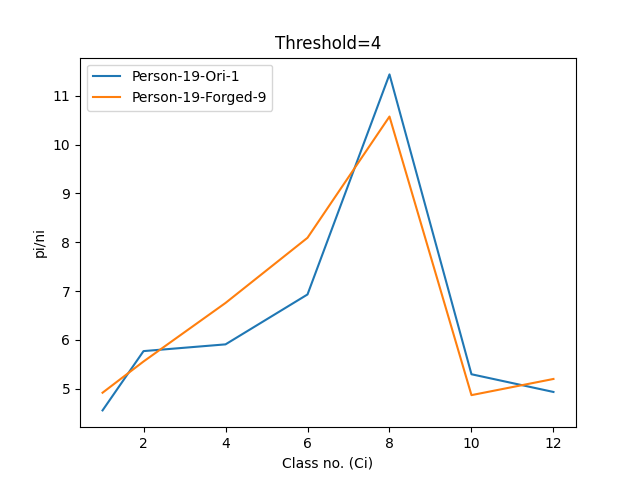 Threshold=4
Person-19-Ori-1
Person-19-Forged-9
11
10
9
8
7
6
5
pi/ni
2 4 6 8 10 12
Class no. (Ci)